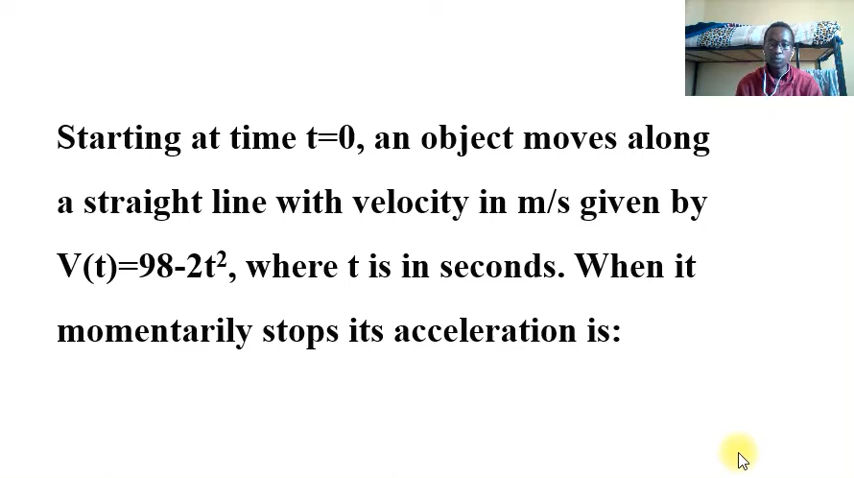 Starting at time t=0, an object moves along
a straight line with velocity in m/s given by
V(t)=98-2t², where t is in seconds. When it
momentarily stops its acceleration is: